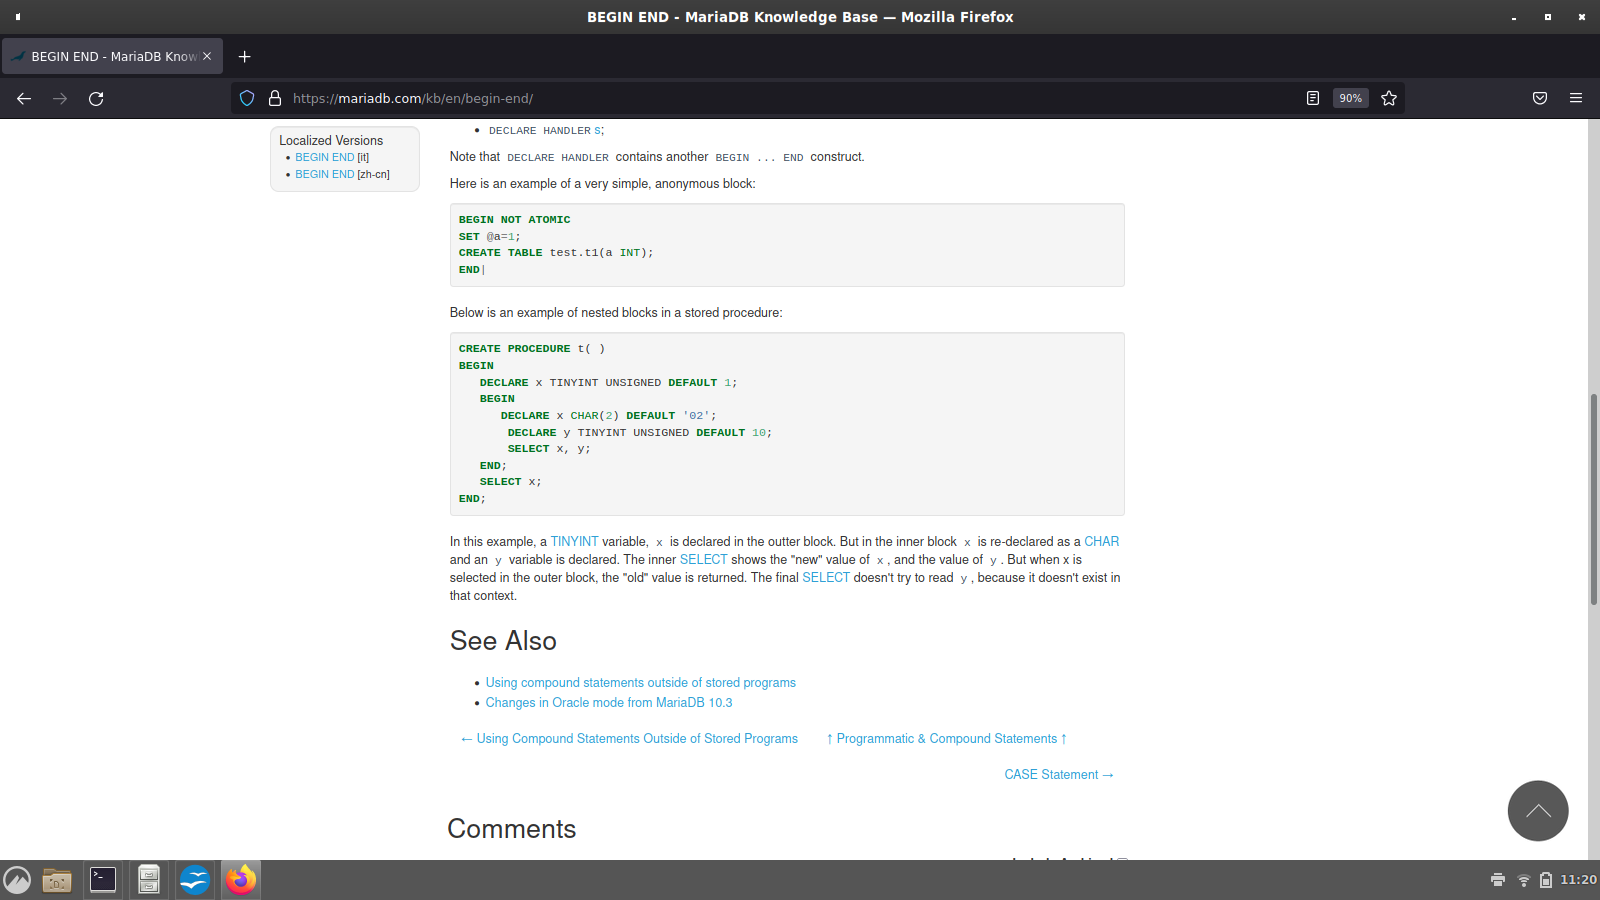 BEGIN END - MariaDB Knowledge Base — Mozilla Firefox
BEGIN END - MariaDB Know
https://mariadb.com/kb/en/begin-end/
90%
Localized Versions
• BEGIN END [it]
• BEGIN END [zh-cn]
• DECLARE HANDLER s;
Note that DECLARE HANDLER contains another BEGIN ... END construct.
Here is an example of a very simple, anonymous block:
BEGIN NOT ATOMIC
SET @a=1;
CREATE TABLE test.t1(a INT);
END|
Below is an example of nested blocks in a stored procedure:
CREATE PROCEDURE t( )
BEGIN
DECLARE x TINYINT UNSIGNED DEFAULT 1;
BEGIN
DECLARE x CHAR(2) DEFAULT '02';
DECLARE y TINYINT UNSIGNED DEFAULT 10;
SELECT x, y;
END;
SELECT x;
END;
In this example, a TINYINT variable, x is declared in the outter block. But in the inner block x is re-declared as a CHAR
and an y variable is declared. The inner SELECT shows the "new" value of x , and the value of y . But when x is
selected in the outer block, the "old" value is returned. The final SELECT doesn't try to read y , because it doesn't exist in
that context.
See Also
• Using compound statements outside of stored programs
• Changes in Oracle mode from MariaDB 10.3
← Using Compound Statements Outside of Stored Programs ↑ Programmatic & Compound Statements ↑
CASE Statement →
Comments
11:20